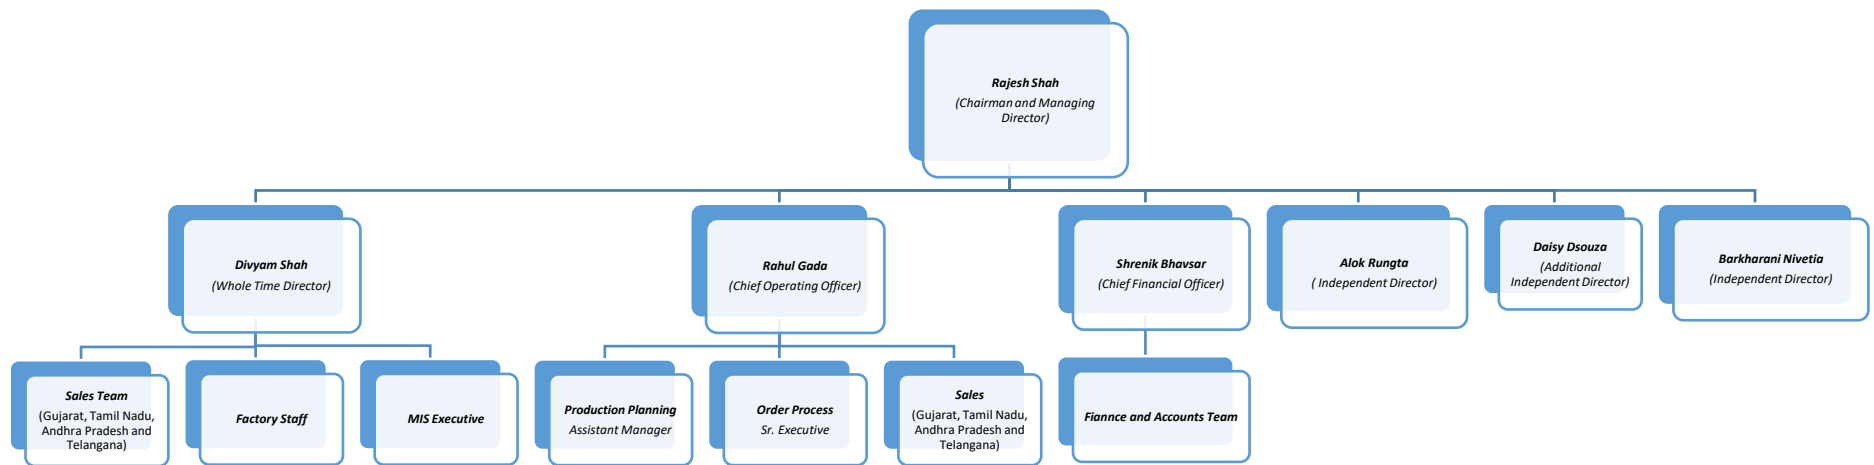 Rajesh Shah
(Chairman and Managing
Director)
Divyam Shah
(Whole Time Director)
Rahul Gada
(Chief Operating Officer)
Shrenik Bhavsar
(Chief Financial Officer)
Alok Rungta
( Independent Director)
Daisy Dsouza
(Additional
Independent Director)
Barkharani Nivetia
(Independent Director)
Sales Team
(Gujarat, Tamil Nadu,
Andhra Pradesh and
Telangana)
Factory Staff
MIS Executive
Production Planning
Assistant Manager
Order Process
Sr. Executive
Sales
(Gujarat, Tamil Nadu,
Andhra Pradesh and
Telangana)
Fiannce and Accounts Team